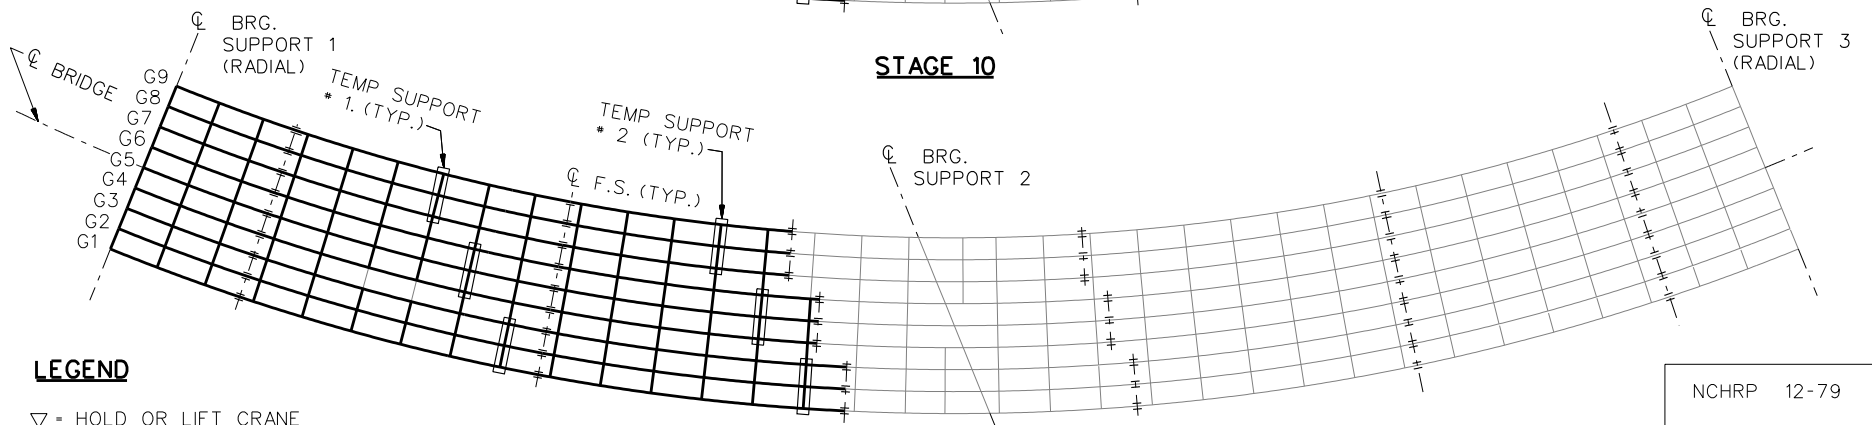 ℄ BRG.
SUPPORT 1
(RADIAL)
℄ BRG.
SUPPORT 3
(RADIAL)
STAGE 10
℄ BRIDGE
G9
G8
G7
G6
G5
G4
G3
G2
G1
TEMP SUPPORT
* 1. (TYP.)
TEMP SUPPORT
* 2 (TYP.)
℄ F.S. (TYP.)
℄ BRG.
SUPPORT 2
LEGEND
▽ = HOLD OR LIFT CRANE
NCHRP 12-79